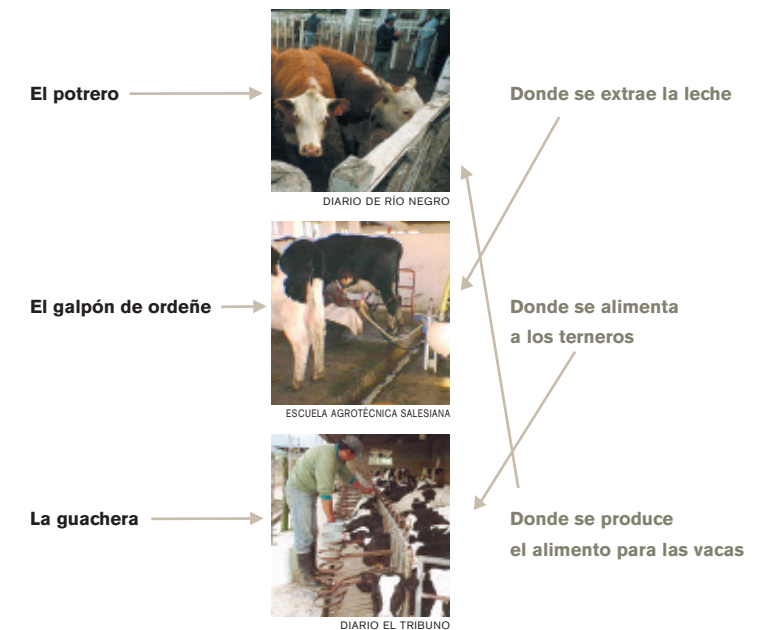 El potrero
Donde se extrae la leche
DIARIO DE RÍO NEGRO
El galpón de ordeñe
Donde se alimenta
a los terneros
ESCUELA AGROTÉCNICA SALESIANA
La guachera
Donde se produce
el alimento para las vacas
DIARIO EL TRIBUNO